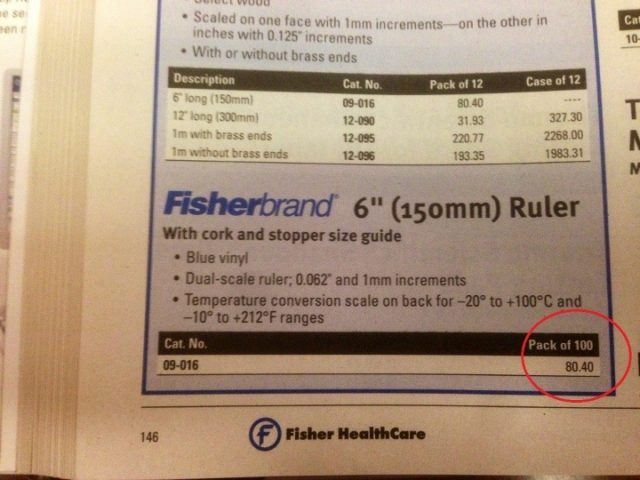 • Scaled on one face with 1mm increments—on the other in
inches with 0.125" increments
• With or without brass ends
Description Cat. No. Pack of 12 Case of 12
6" long (150mm) 09-016 80.40 ----
12" long (300mm) 12-090 31.93 327.30
1m with brass ends 12-095 220.77 2268.00
1m without brass ends 12-096 193.35 1983.31
Fisherbrand 6" (150mm) Ruler
With cork and stopper size guide
• Blue vinyl
• Dual-scale ruler; 0.062" and 1mm increments
• Temperature conversion scale on back for –20° to +100°C and
–10° to +212°F ranges
Cat. No. Pack of 100
09-016 80.40
146 Fisher HealthCare